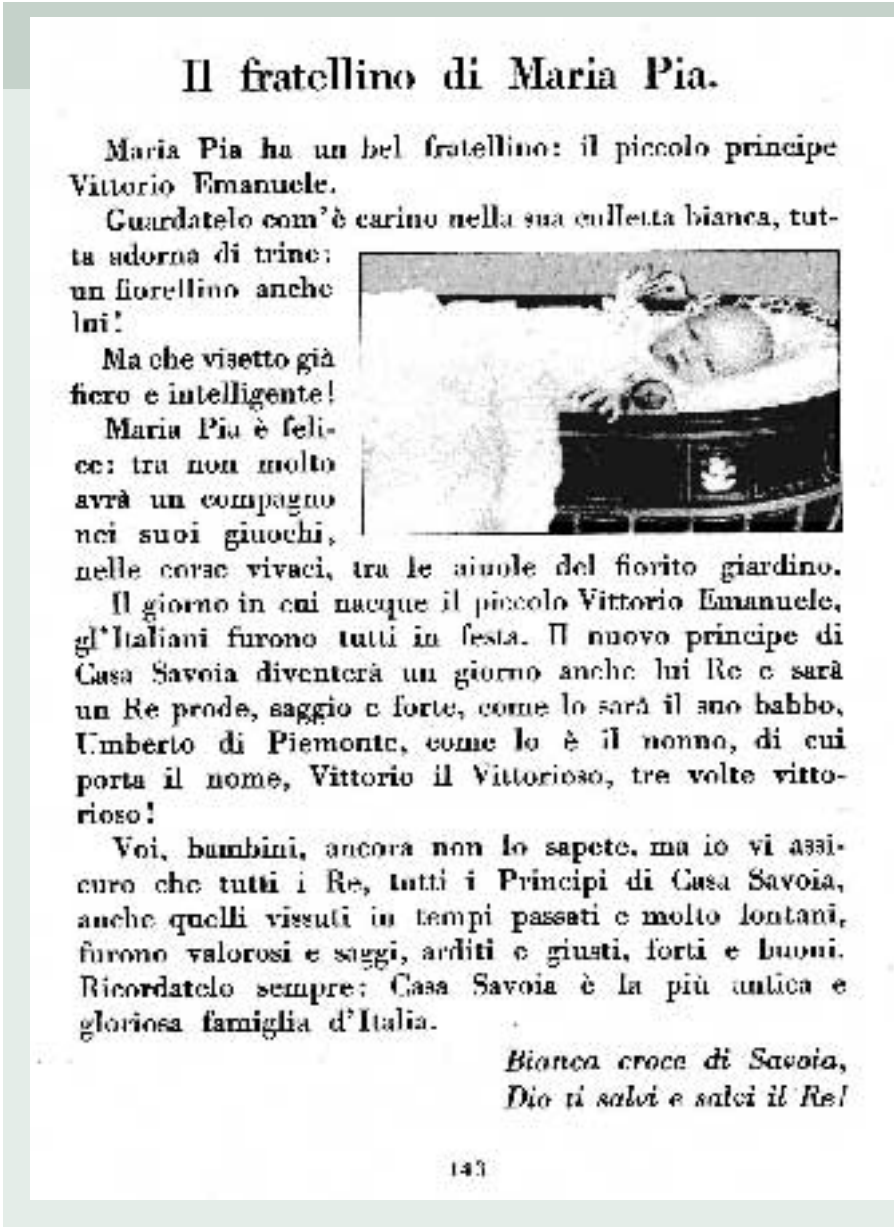 Il fratellino di Maria Pia.
Maria Pia ha un bel fratellino: il piccolo principe
Vittorio Emanuele.
Guardatelo com'è carino nella sua culletta bianca, tut-
ta adorna di trine:
un fiorellino anche
lui!
Ma che visetto già
fiero e intelligente!
Maria Pia è feli-
ce: tra non molto
avrà un compagno
nei suoi giuochi,
nelle corse vivaci, tra le aiuole del fiorito giardino.
Il giorno in cui nacque il piccolo Vittorio Emanuele,
gl'Italiani furono tutti in festa. Il nuovo principe di
Casa Savoia diventerà un giorno anche lui Re e sarà
un Re prode, saggio e forte, come lo sarà il suo babbo,
Umberto di Piemonte, come lo è il nonno, di cui
porta il nome, Vittorio il Vittorioso, tre volte vitto-
rioso!
Voi, bambini, ancora non lo sapete, ma io vi assi-
curo che tutti i Re, tutti i Principi di Casa Savoia,
anche quelli vissuti in tempi passati e molto lontani,
furono valorosi e saggi, arditi e giusti, forti e buoni.
Ricordatelo sempre: Casa Savoia è la più antica e
gloriosa famiglia d'Italia.
Bianca croce di Savoia,
Dio ti salvi e salvi il Re!
143